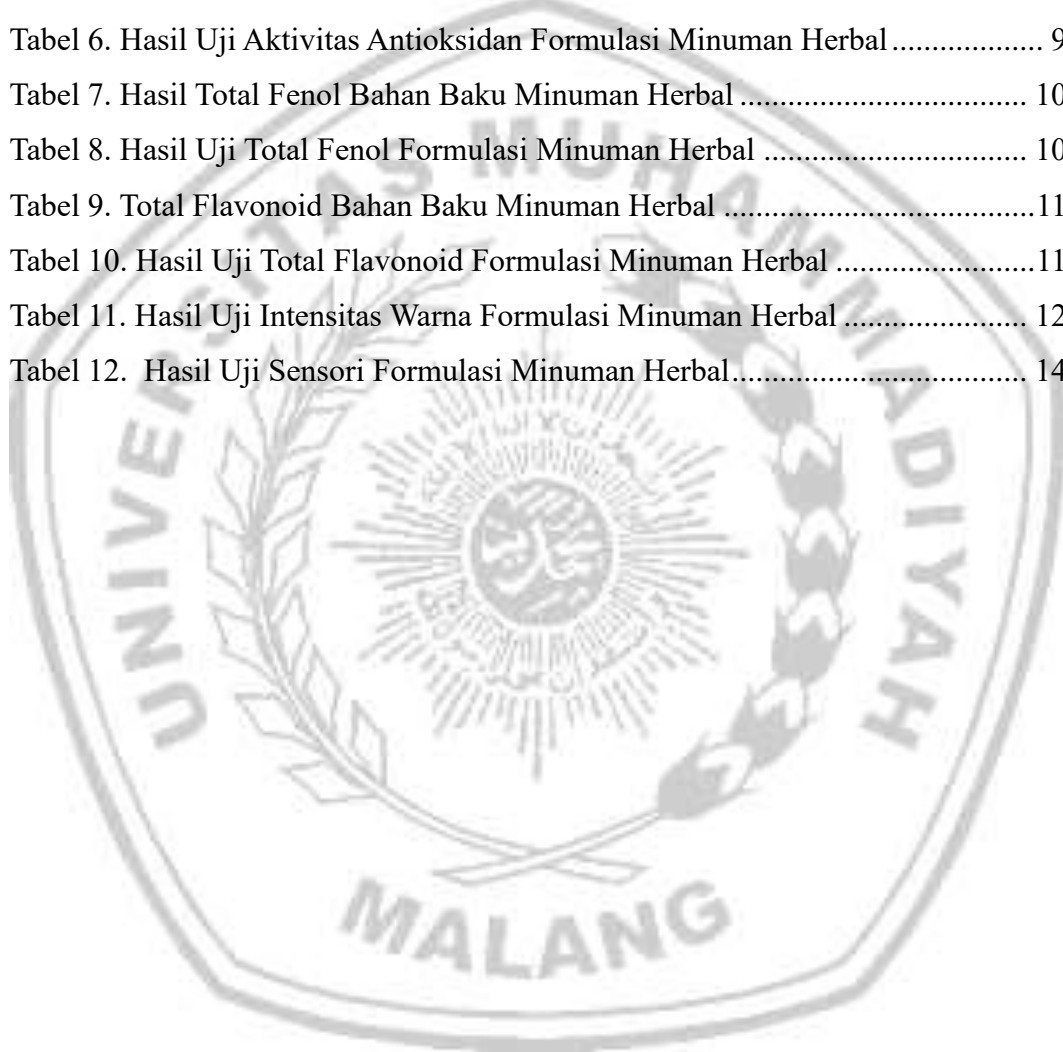 Tabel 6. Hasil Uji Aktivitas Antioksidan Formulasi Minuman Herbal .................. 9
Tabel 7. Hasil Total Fenol Bahan Baku Minuman Herbal .................................. 10
Tabel 8. Hasil Uji Total Fenol Formulasi Minuman Herbal ............................... 10
Tabel 9. Total Flavonoid Bahan Baku Minuman Herbal .....................................11
Tabel 10. Hasil Uji Total Flavonoid Formulasi Minuman Herbal ........................11
Tabel 11. Hasil Uji Intensitas Warna Formulasi Minuman Herbal ..................... 12
Tabel 12.  Hasil Uji Sensori Formulasi Minuman Herbal................................... 14
UNIVERSITAS MUHAMMADIYAH
MALANG